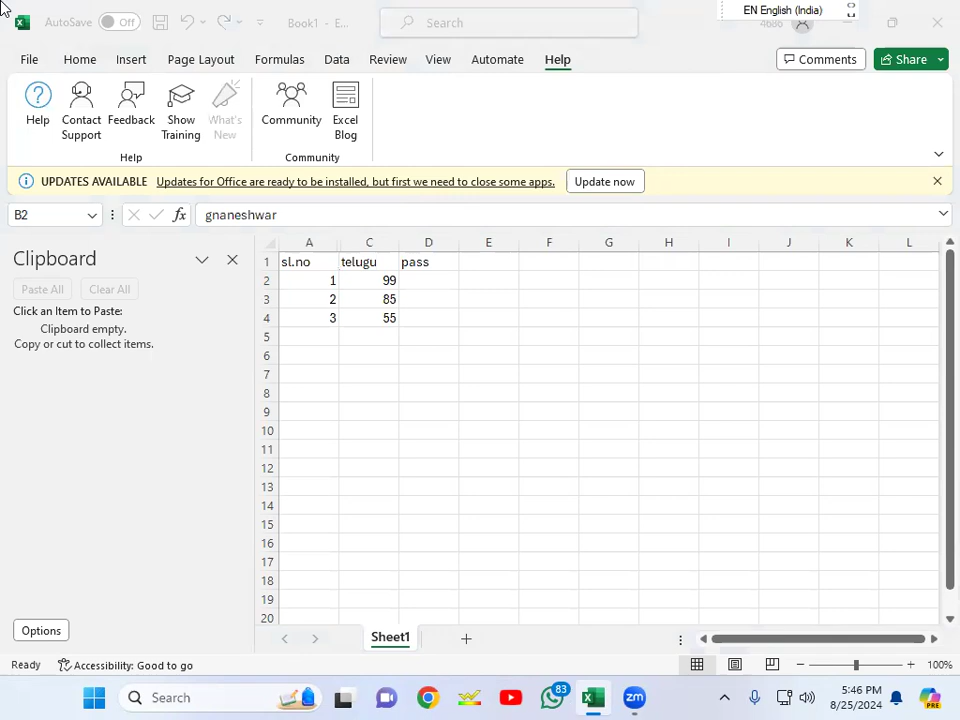 AutoSave Off Book1 - E... Search EN English (India)
File Home Insert Page Layout Formulas Data Review View Automate Help Comments Share
Help Contact Support Feedback Show Training What's New Community Excel Blog
Help Community
UPDATES AVAILABLE Updates for Office are ready to be installed, but first we need to close some apps. Update now
B2 fx gnaneshwar
Clipboard
Paste All Clear All
Click an Item to Paste:
Clipboard empty.
Copy or cut to collect items.
A C D E F G H I J K L
1 sl.no telugu pass
2 1 99
3 2 85
4 3 55
5
6
7
8
9
10
11
12
13
14
15
16
17
18
19
20
Options
Sheet1
Ready Accessibility: Good to go 100%
Search 83 zm 5:46 PM
8/25/2024 PRE